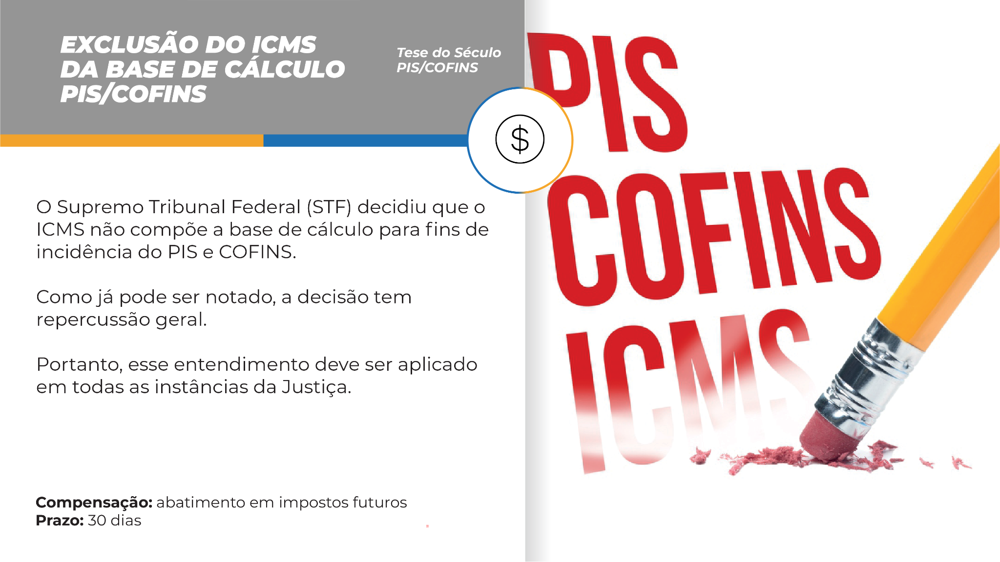 EXCLUSÃO DO ICMS
DA BASE DE CÁLCULO
PIS/COFINS
Tese do Século
PIS/COFINS
$
O Supremo Tribunal Federal (STF) decidiu que o
ICMS não compõe a base de cálculo para fins de
incidência do PIS e COFINS.
Como já pode ser notado, a decisão tem
repercussão geral.
Portanto, esse entendimento deve ser aplicado
em todas as instâncias da Justiça.
Compensação: abatimento em impostos futuros
Prazo: 30 dias
PIS
COFINS
ICMS